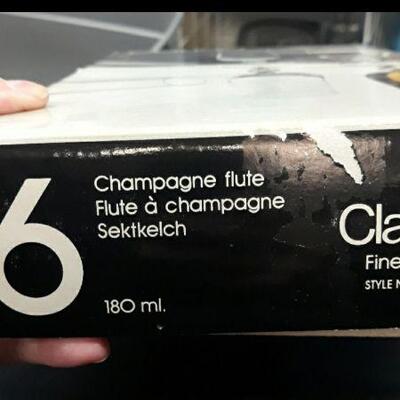 6
Champagne flute
Flute à champagne
Sektkelch
180 ml.
Cla
Fine
STYLE N